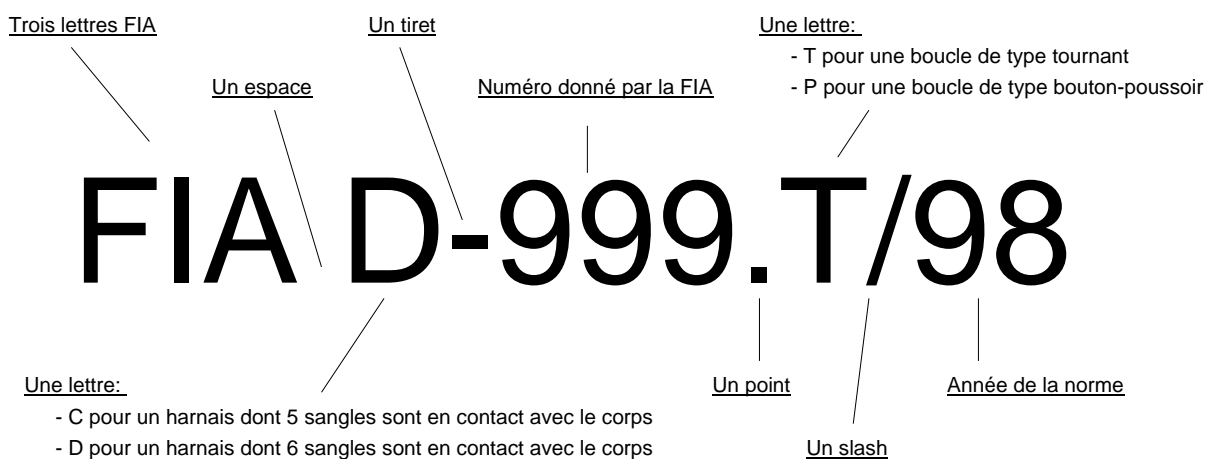 Trois lettres FIA
Un tiret
Une lettre:
- T pour une boucle de type tournant
- P pour une boucle de type bouton-poussoir
Un espace
Numéro donné par la FIA
FIA D-999.T/98
Une lettre:
- C pour un harnais dont 5 sangles sont en contact avec le corps
- D pour un harnais dont 6 sangles sont en contact avec le corps
Un point
Année de la norme
Un slash